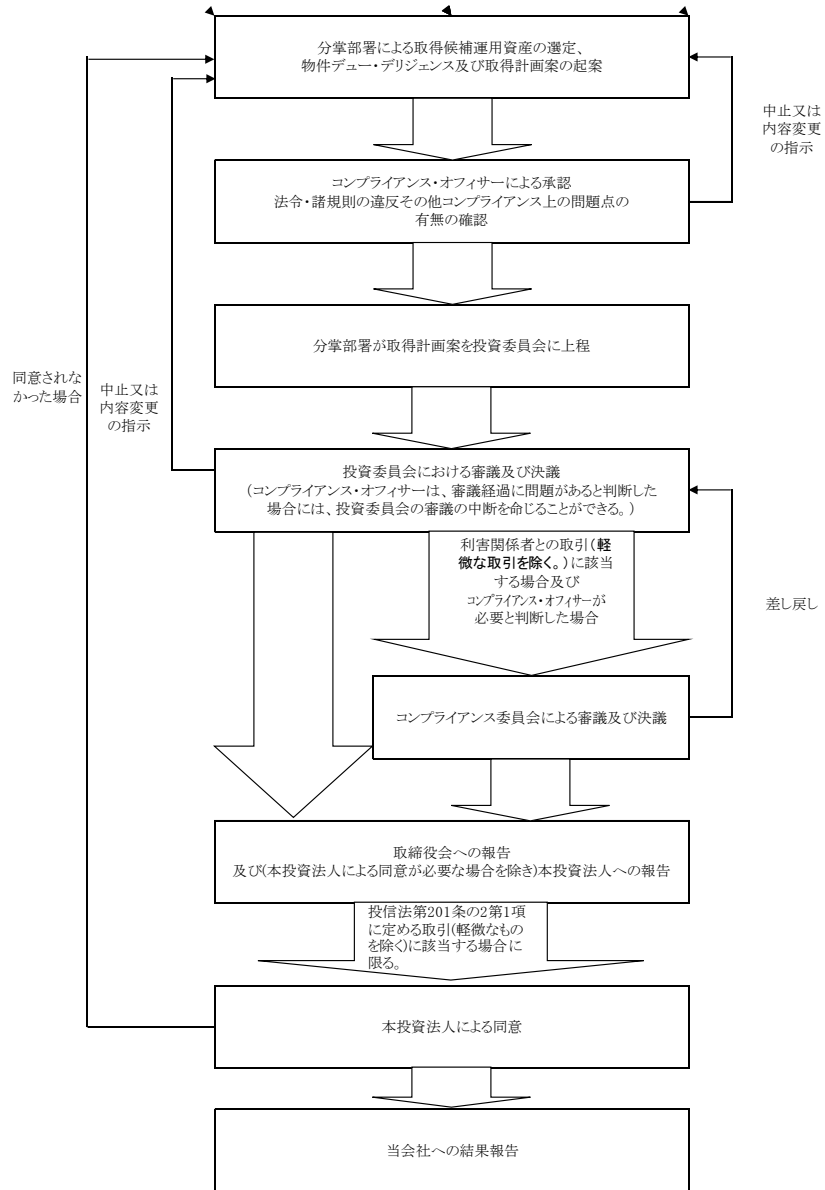 分掌部署による取得候補運用資産の選定、
物件デュー・デリジェンス及び取得計画案の起案
中止又は
内容変更
の指示
コンプライアンス・オフィサーによる承認
法令・諸規則の違反その他コンプライアンス上の問題点の
有無の確認
分掌部署が取得計画案を投資委員会に上程
同意されな
かった場合
中止又は
内容変更
の指示
投資委員会における審議及び決議
(コンプライアンス・オフィサーは、審議経過に問題があると判断した
場合には、投資委員会の審議の中断を命じることができる。)
利害関係者との取引(軽
微な取引を除く。)に該当
する場合及び
コンプライアンス・オフィサーが
必要と判断した場合
差し戻し
コンプライアンス委員会による審議及び決議
取締役会への報告
及び(本投資法人による同意が必要な場合を除き)本投資法人への報告
投信法第201条の2第1項
に定める取引(軽微なもの
を除く)に該当する場合に
限る。
本投資法人による同意
当会社への結果報告